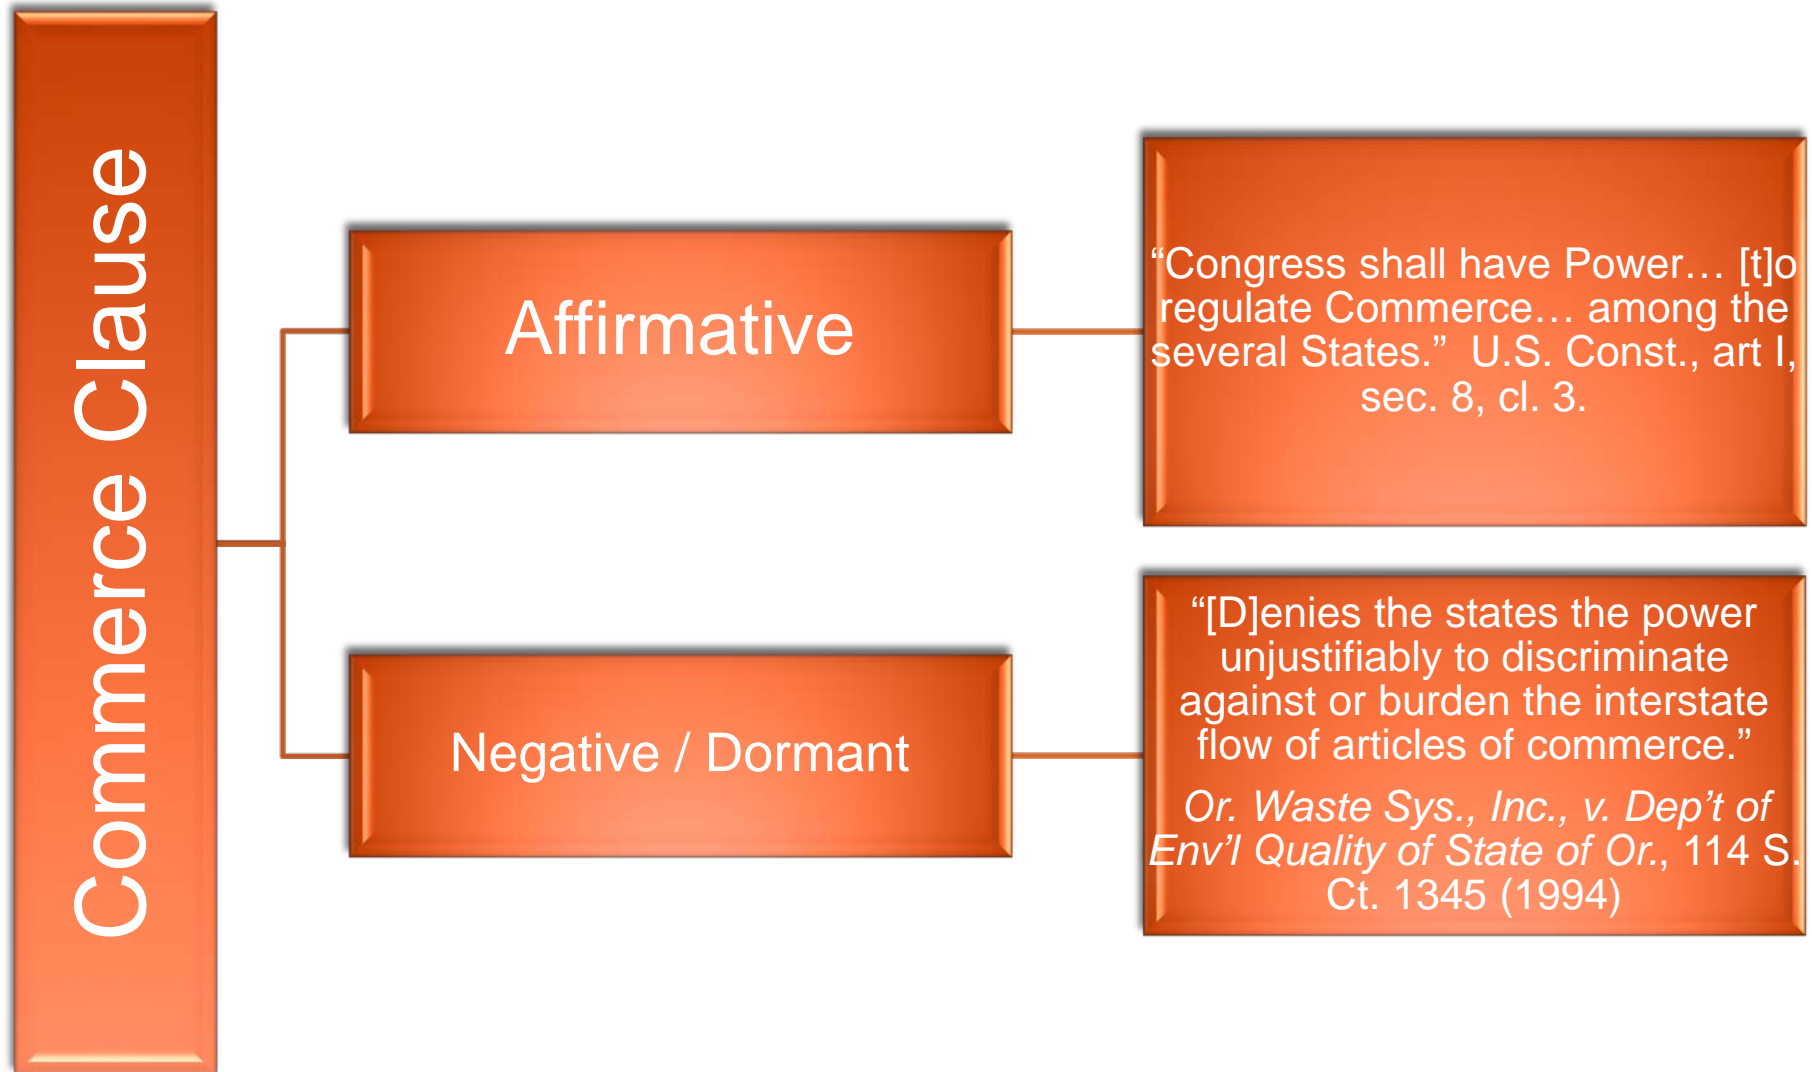 Commerce Clause
Affirmative
“Congress shall have Power… [t]o
regulate Commerce… among the
several States.”  U.S. Const., art I,
sec. 8, cl. 3.
Negative / Dormant
“[D]enies the states the power
unjustifiably to discriminate
against or burden the interstate
flow of articles of commerce.”
Or. Waste Sys., Inc., v. Dep’t of
Env’l Quality of State of Or., 114 S.
Ct. 1345 (1994)